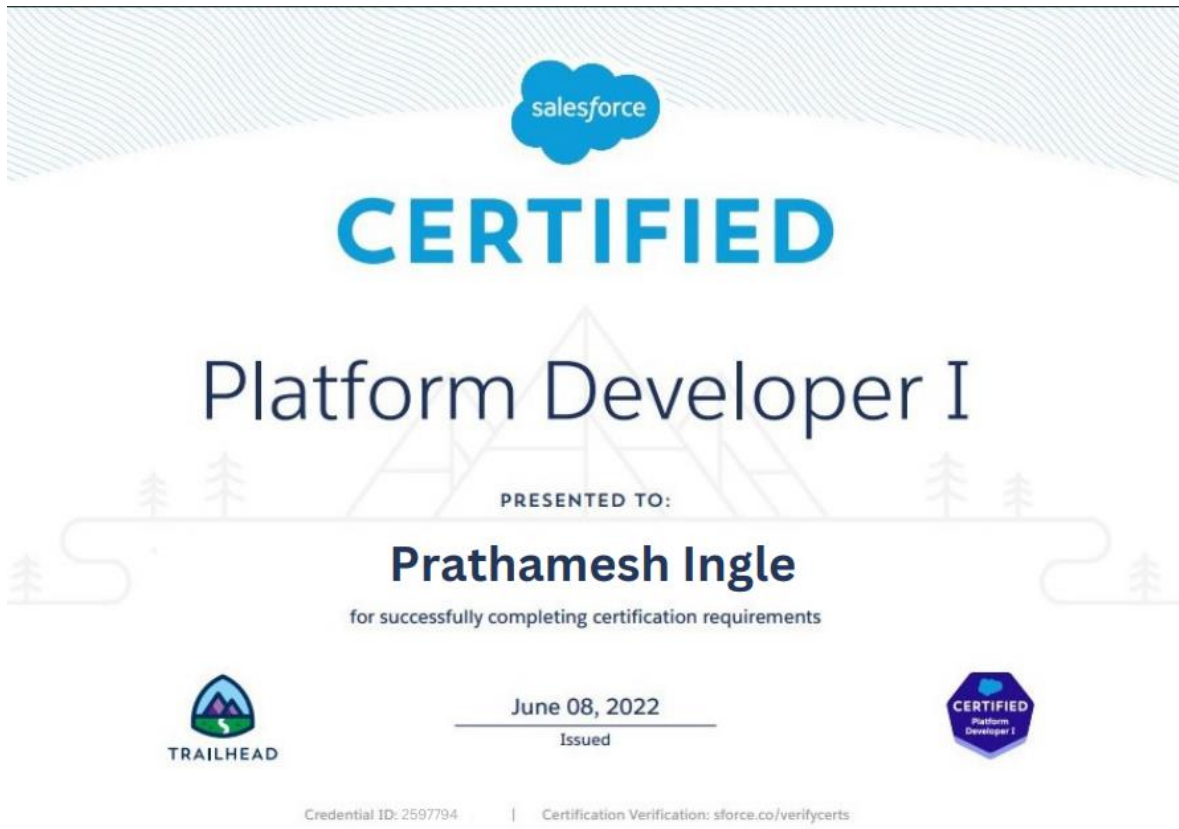 salesforce
CERTIFIED
Platform Developer I
PRESENTED TO:
Prathamesh Ingle
for successfully completing certification requirements
TRAILHEAD
June 08, 2022
Issued
CERTIFIED
Platform
Developer I
Credential ID: 2597794 | Certification Verification: sforce.co/verifycerts